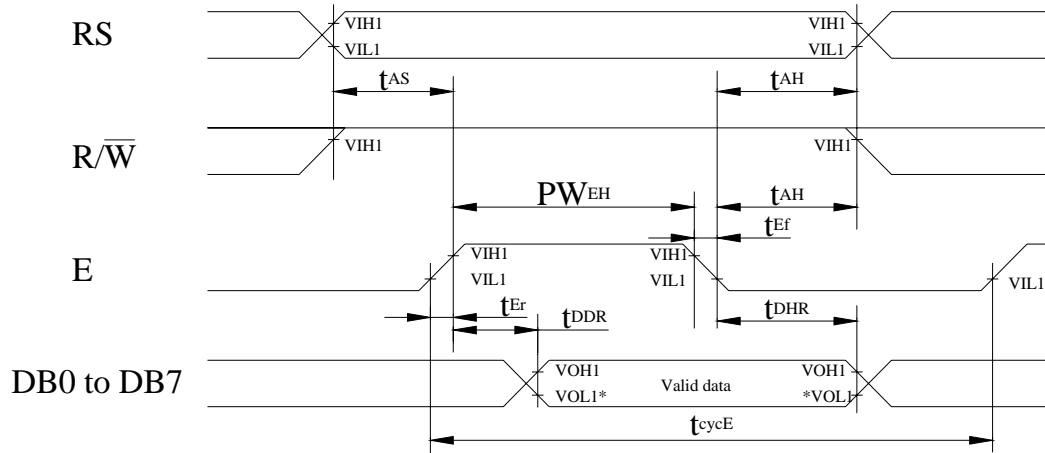 RS VIH1 VIH1
VIL1 VIL1
tAS tAH
R/W̅ VIH1 VIH1
PWEH tAH
tEf
E VIH1 VIH1
VIL1 VIL1 VIL1
tEr tDDR tDHR
DB0 to DB7 VOH1 Valid data VOH1
VOL1* *VOL1
tcycE